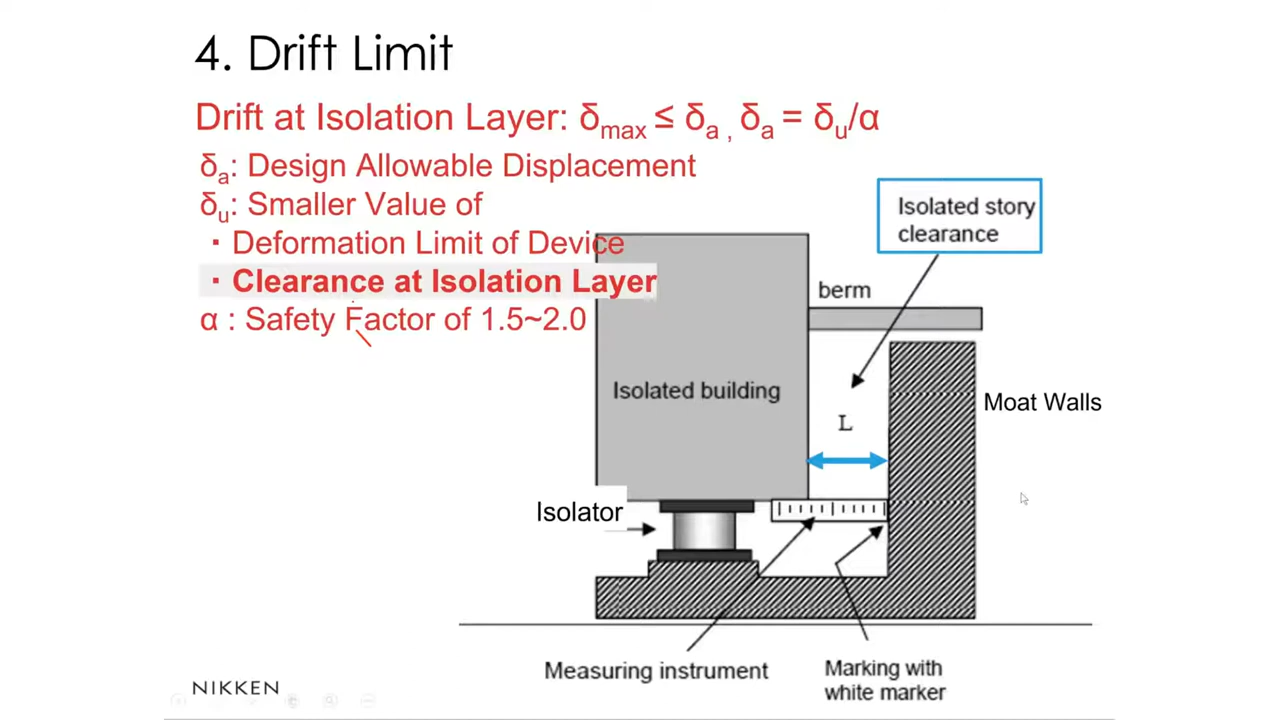 4. Drift Limit
Drift at Isolation Layer: δmax ≤ δa , δa = δu/α
δa: Design Allowable Displacement
δu: Smaller Value of
・Deformation Limit of Device
・Clearance at Isolation Layer
α : Safety Factor of 1.5~2.0
Isolated story
clearance
berm
Isolated building
L
Moat Walls
Isolator
Measuring instrument
Marking with
white marker
NIKKEN